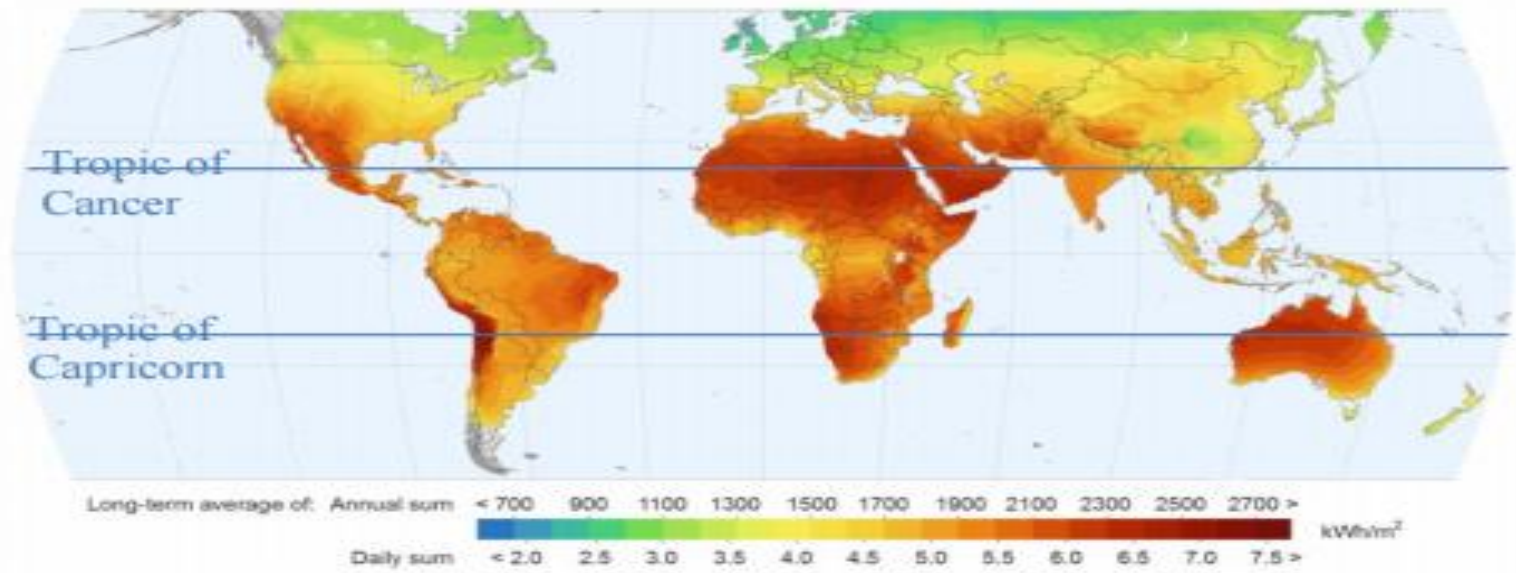 Tropic of
Cancer
Tropic of
Capricorn
Long-term average of: Annual sum < 700 900 1100 1300 1500 1700 1900 2100 2300 2500 2700 > kWh/m²
Daily sum < 2.0 2.5 3.0 3.5 4.0 4.5 5.0 5.5 6.0 6.5 7.0 7.5 >